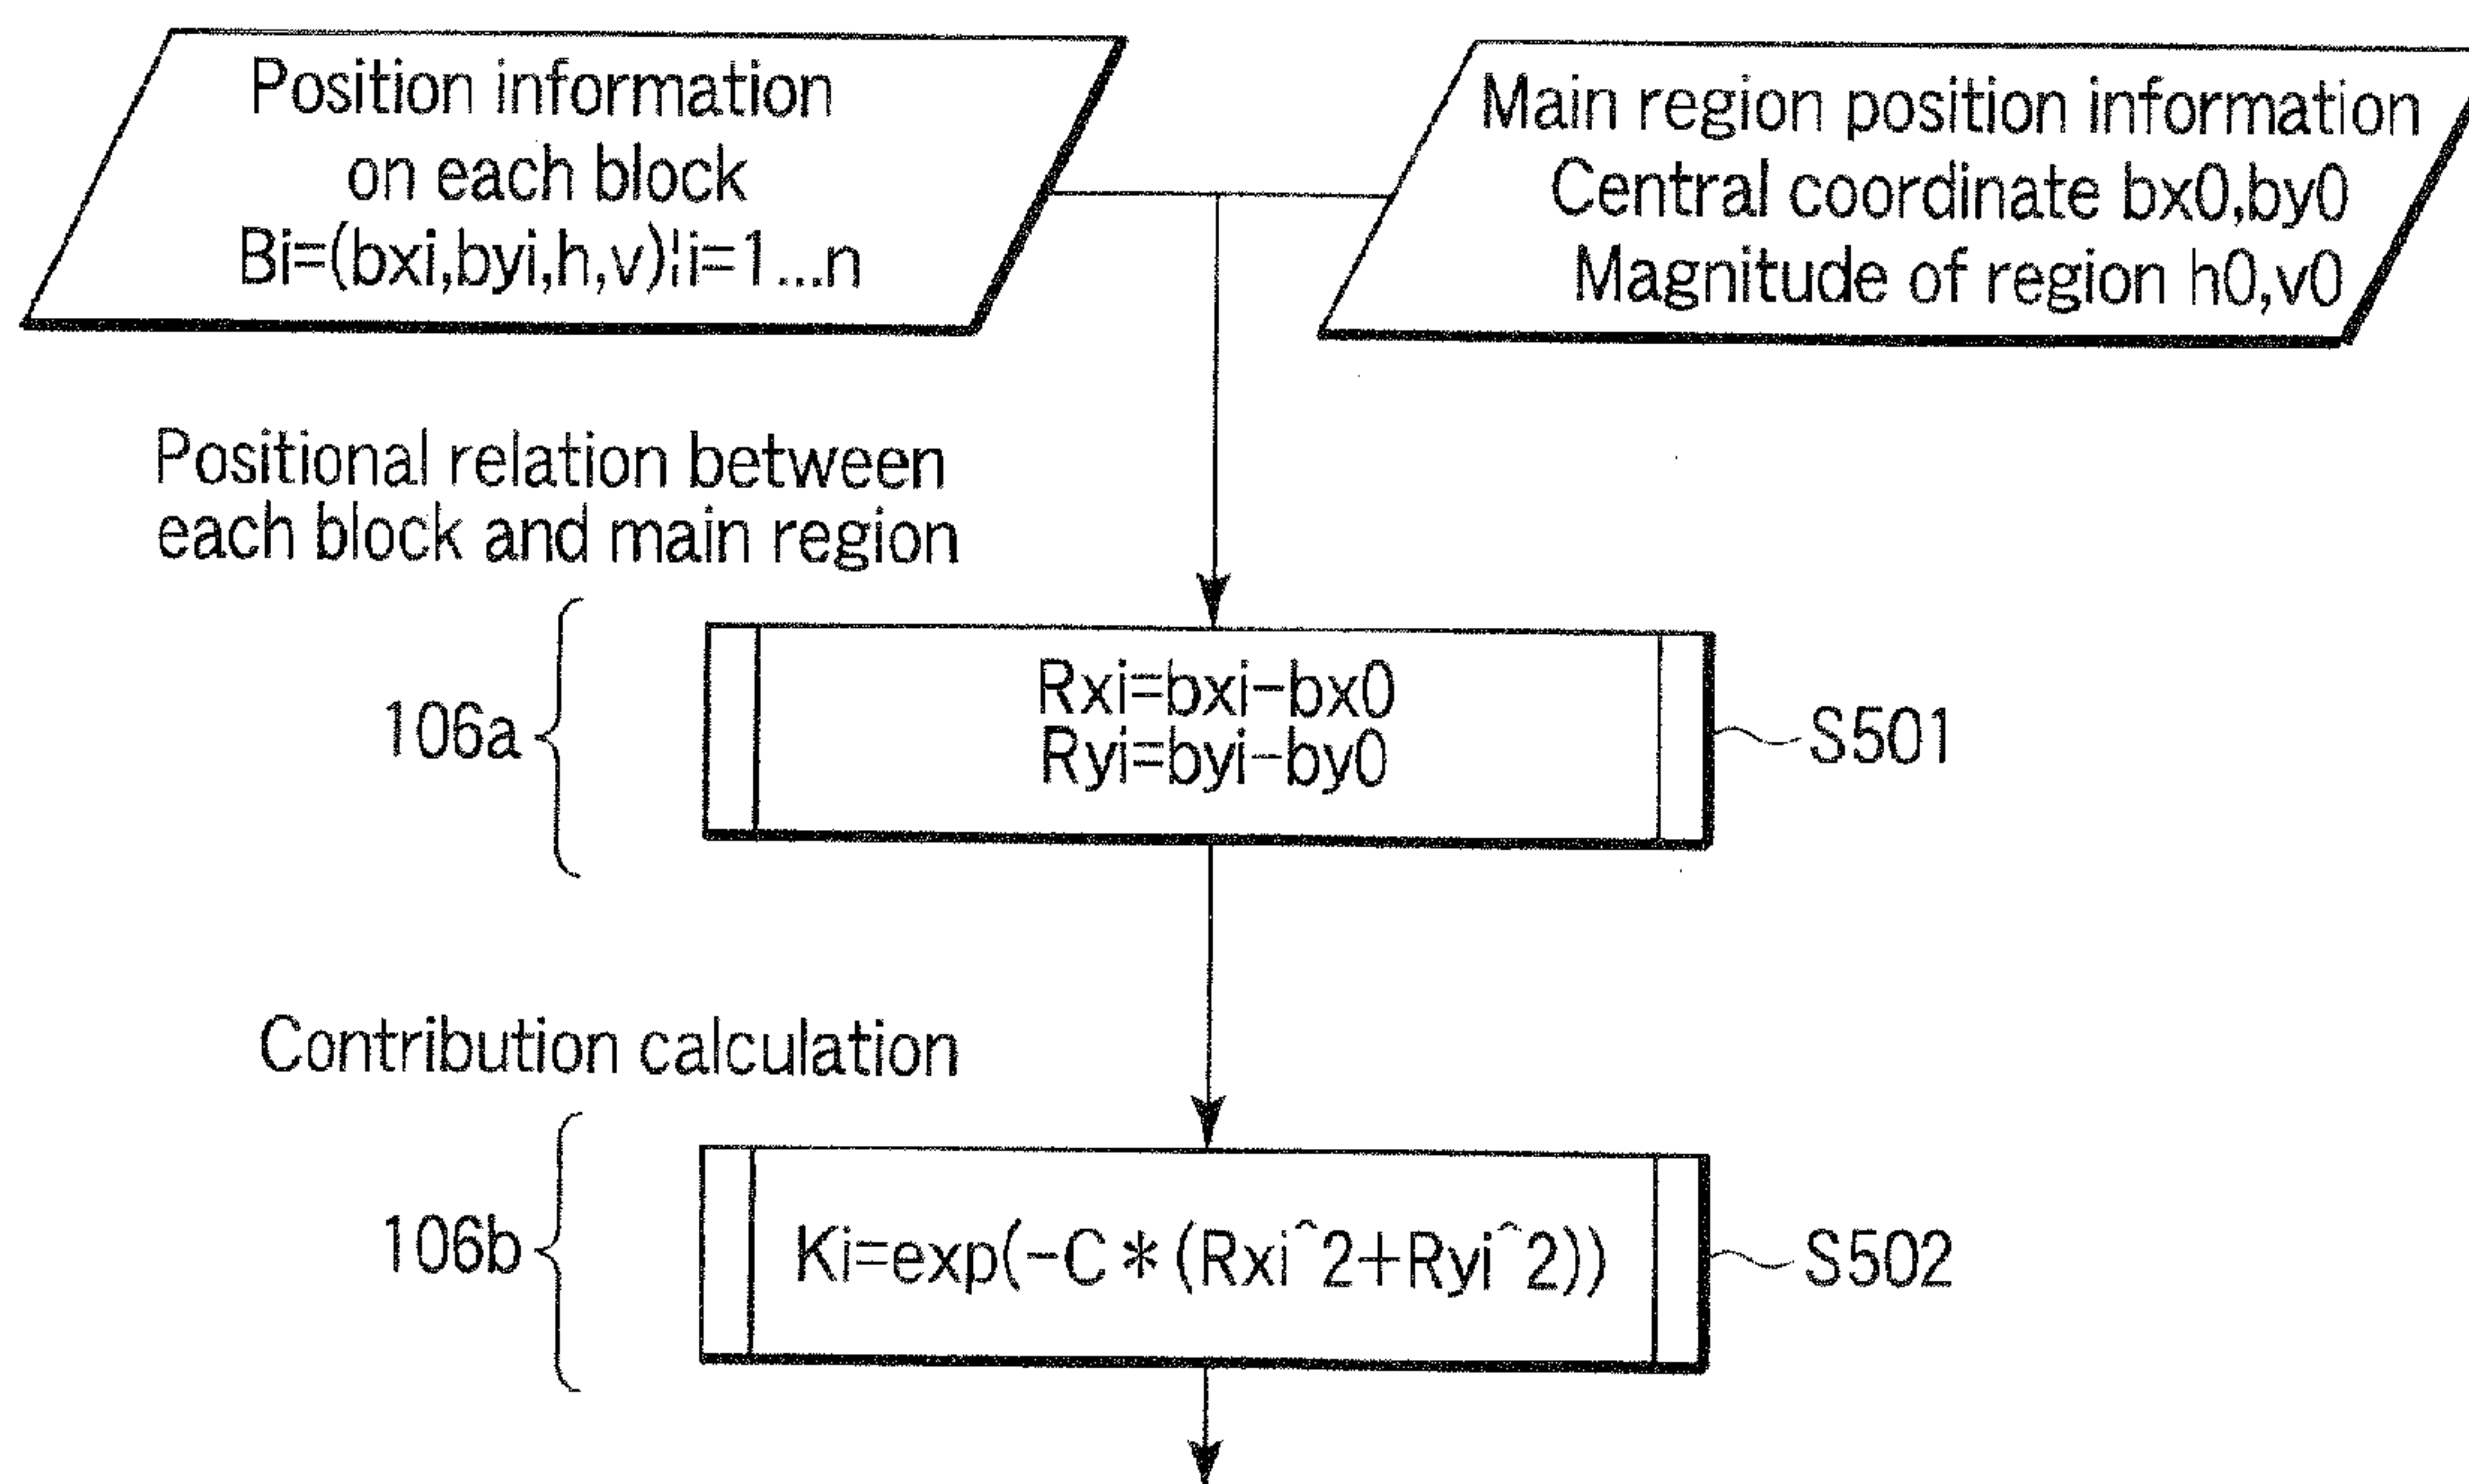 Position information
on each block
Bi=(bxi,byi,h,v)¦i=1...n
Main region position information
Central coordinate bx0,by0
Magnitude of region h0,v0
Positional relation between
each block and main region
106a
Rxi=bxi-bx0
Ryi=byi-by0
S501
Contribution calculation
106b
Ki=exp(-C*(Rxi^2+Ryi^2))
S502